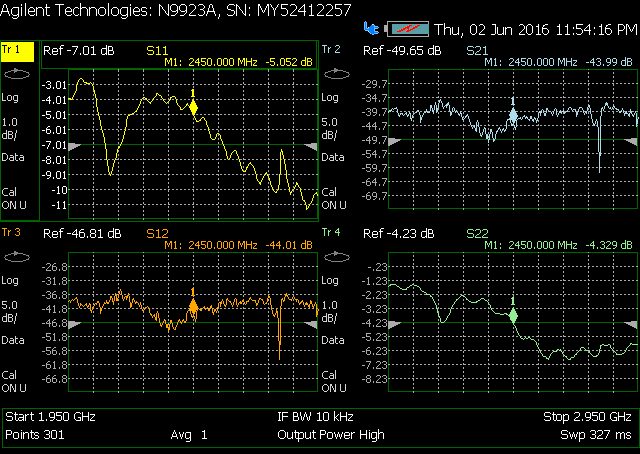 Agilent Technologies: N9923A, SN: MY52412257
Thu, 02 Jun 2016 11:54:16 PM
Tr 1
Log
1.0
dB/
Data
Cal
ON U
Ref -7.01 dB S11
M1: 2450.000 MHz -5.052 dB
-3.01
-4.01
-5.01
-6.01
-7.01
-8.01
-9.01
-10
-11
1
Tr 2
Log
5.0
dB/
Data
Cal
ON U
Ref -49.65 dB S21
M1: 2450.000 MHz -43.99 dB
-29.7
-34.7
-39.7
-44.7
-49.7
-54.7
-59.7
-64.7
-69.7
1
Tr 3
Log
5.0
dB/
Data
Cal
ON U
Ref -46.81 dB S12
M1: 2450.000 MHz -44.01 dB
-26.8
-31.8
-36.8
-41.8
-46.8
-51.8
-56.8
-61.8
-66.8
1
Tr 4
Log
1.0
dB/
Data
Cal
ON U
Ref -4.23 dB S22
M1: 2450.000 MHz -4.329 dB
-.23
-1.23
-2.23
-3.23
-4.23
-5.23
-6.23
-7.23
-8.23
1
Start 1.950 GHz IF BW 10 kHz Stop 2.950 GHz
Points 301 Avg 1 Output Power High Swp 327 ms